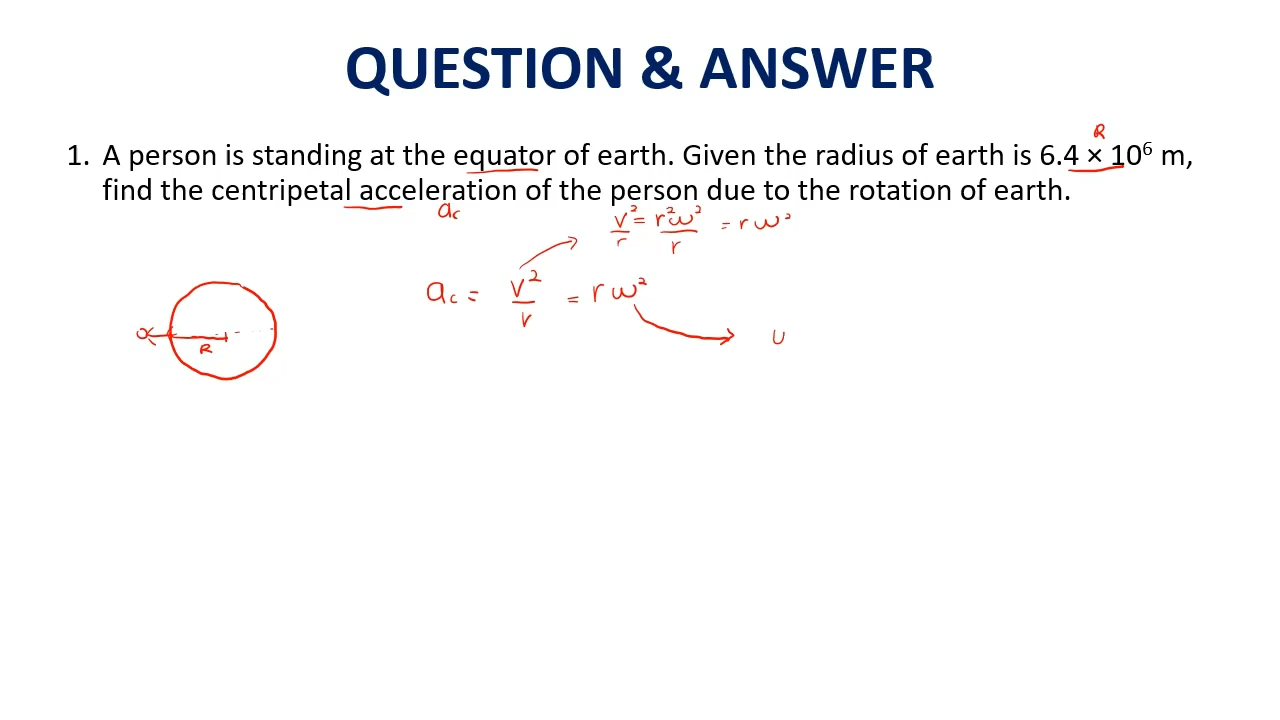 QUESTION & ANSWER
R
1. A person is standing at the equator of earth. Given the radius of earth is 6.4 × 10⁶ m,
find the centripetal acceleration of the person due to the rotation of earth.
a꜀
v²/r = r²ω²/r = rω²
a꜀ = v²/r = rω²
R